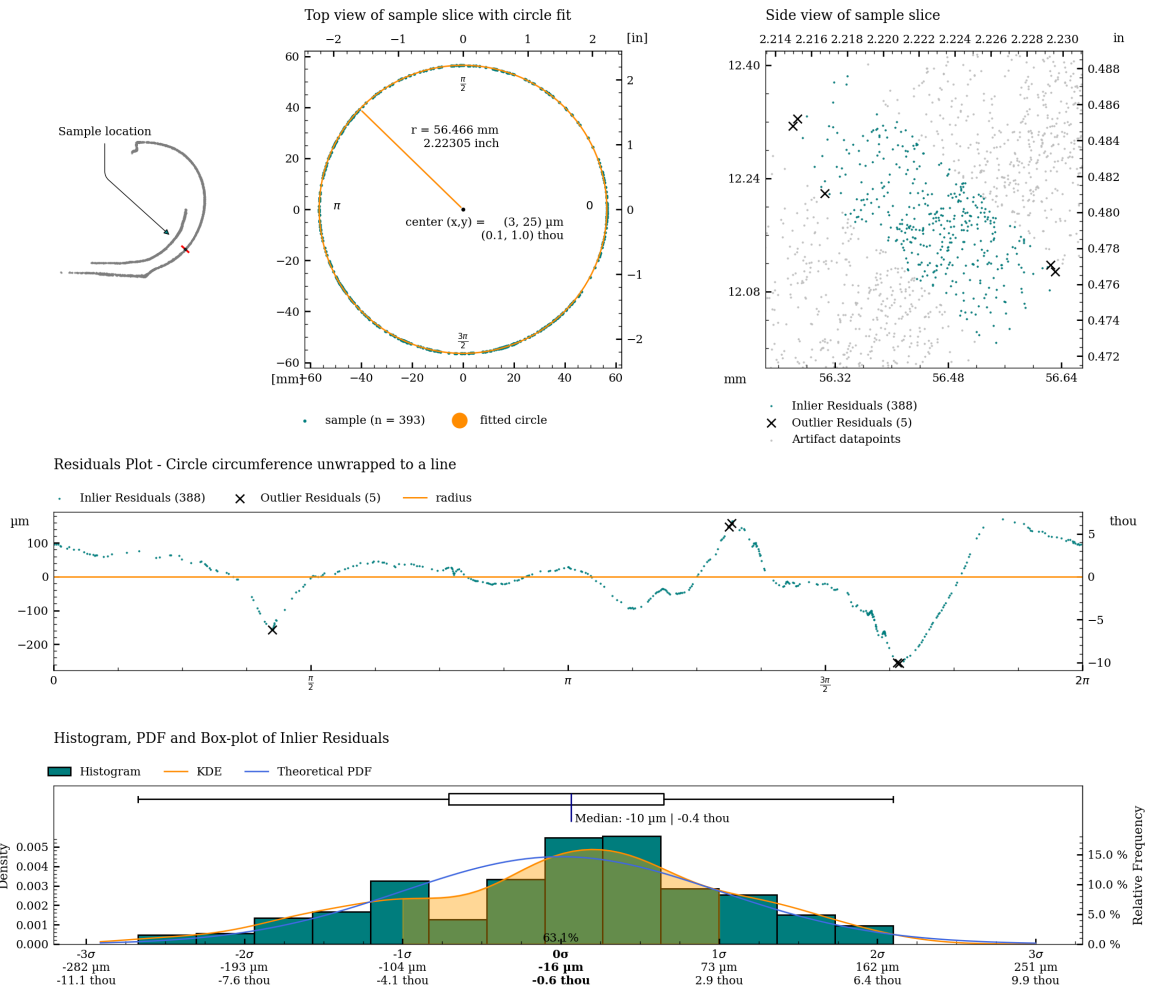 Top view of sample slice with circle fit
−2 −1 0 1 2 [in]
60
40
20
0
−20
−40
−60
2
1
0
−1
−2
π/2
π
0
3π/2
r = 56.466 mm
2.22305 inch
center (x,y) = (3, 25) µm
(0.1, 1.0) thou
[mm] −60 −40 −20 0 20 40 60
sample (n = 393) fitted circle
Sample location
Side view of sample slice
2.214 2.216 2.218 2.220 2.222 2.224 2.226 2.228 2.230 in
12.40
12.24
12.08
0.488
0.486
0.484
0.482
0.480
0.478
0.476
0.474
0.472
mm 56.32 56.48 56.64
Inlier Residuals (388)
Outlier Residuals (5)
Artifact datapoints
Residuals Plot - Circle circumference unwrapped to a line
Inlier Residuals (388) Outlier Residuals (5) radius
µm thou
100
0
−100
−200
5
0
−5
−10
0 π/2 π 3π/2 2π
Histogram, PDF and Box-plot of Inlier Residuals
Histogram KDE Theoretical PDF
Median: -10 µm | -0.4 thou
Density
0.005
0.004
0.003
0.002
0.001
0.000
Relative Frequency
15.0 %
10.0 %
5.0 %
0.0 %
63.1%
-3σ -2σ -1σ 0σ 1σ 2σ 3σ
-282 µm -193 µm -104 µm -16 µm 73 µm 162 µm 251 µm
-11.1 thou -7.6 thou -4.1 thou -0.6 thou 2.9 thou 6.4 thou 9.9 thou